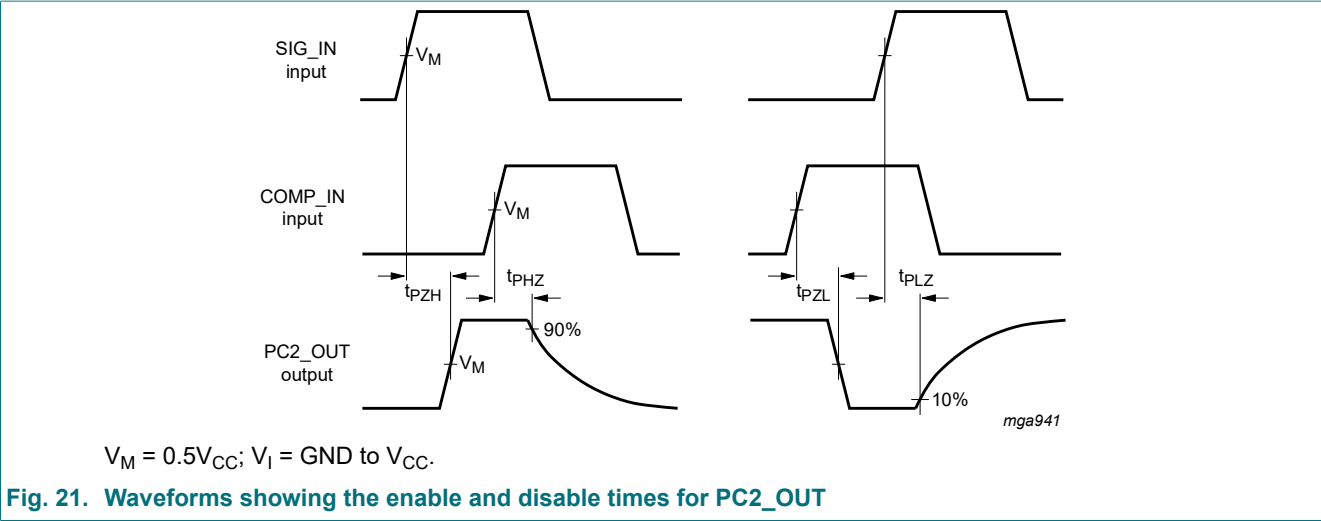 SIG_IN
input
VM
COMP_IN
input
VM
tPZH
tPHZ
tPZL
tPLZ
PC2_OUT
output
VM
90%
10%
mga941
VM = 0.5VCC; VI = GND to VCC.
Fig. 21. Waveforms showing the enable and disable times for PC2_OUT